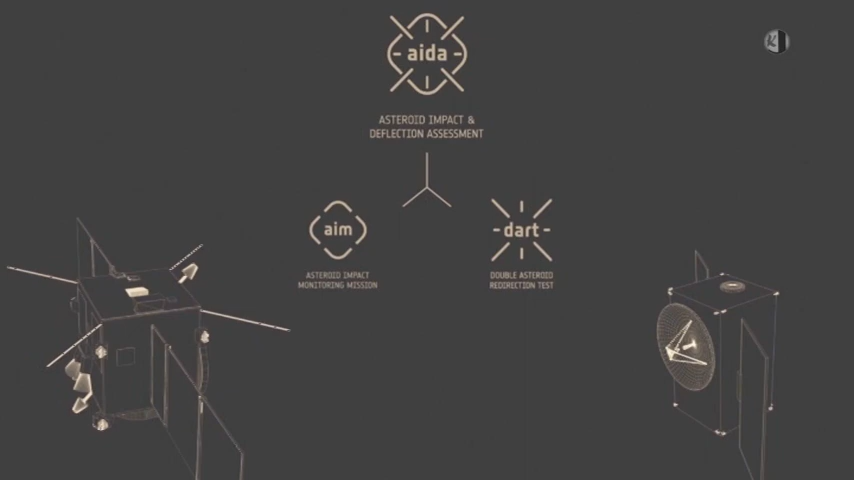 aida
ASTEROID IMPACT &
DEFLECTION ASSESSMENT
aim
dart
ASTEROID IMPACT
MONITORING MISSION
DOUBLE ASTEROID
REDIRECTION TEST